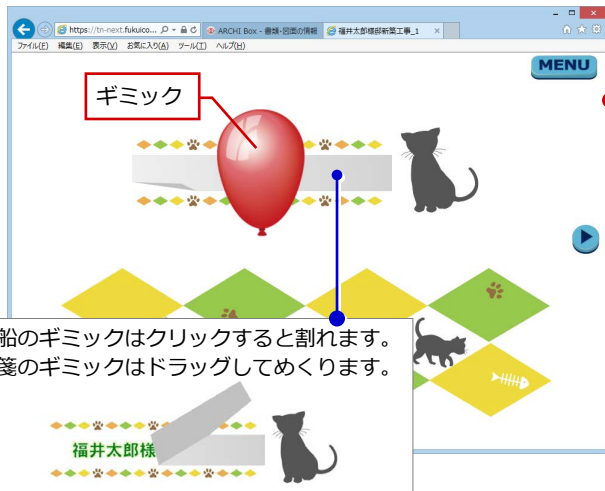 https://tn-next.fukuico...
ARCHI Box - 書類・図面の情報
福井太郎様邸新築工事_1
ファイル(F) 編集(E) 表示(V) お気に入り(A) ツール(T) ヘルプ(H)
MENU
ギミック
船のギミックはクリックすると割れます。
箋のギミックはドラッグしてめくります。
福井太郎様